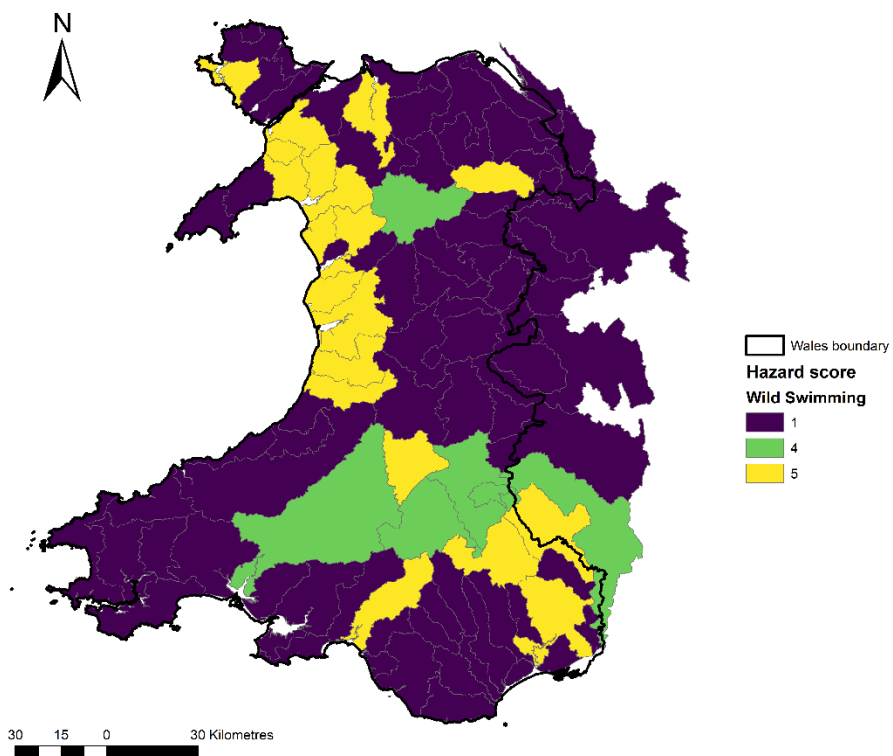 N
Wales boundary
Hazard score
Wild Swimming
1
4
5
30 15 0 30 Kilometres